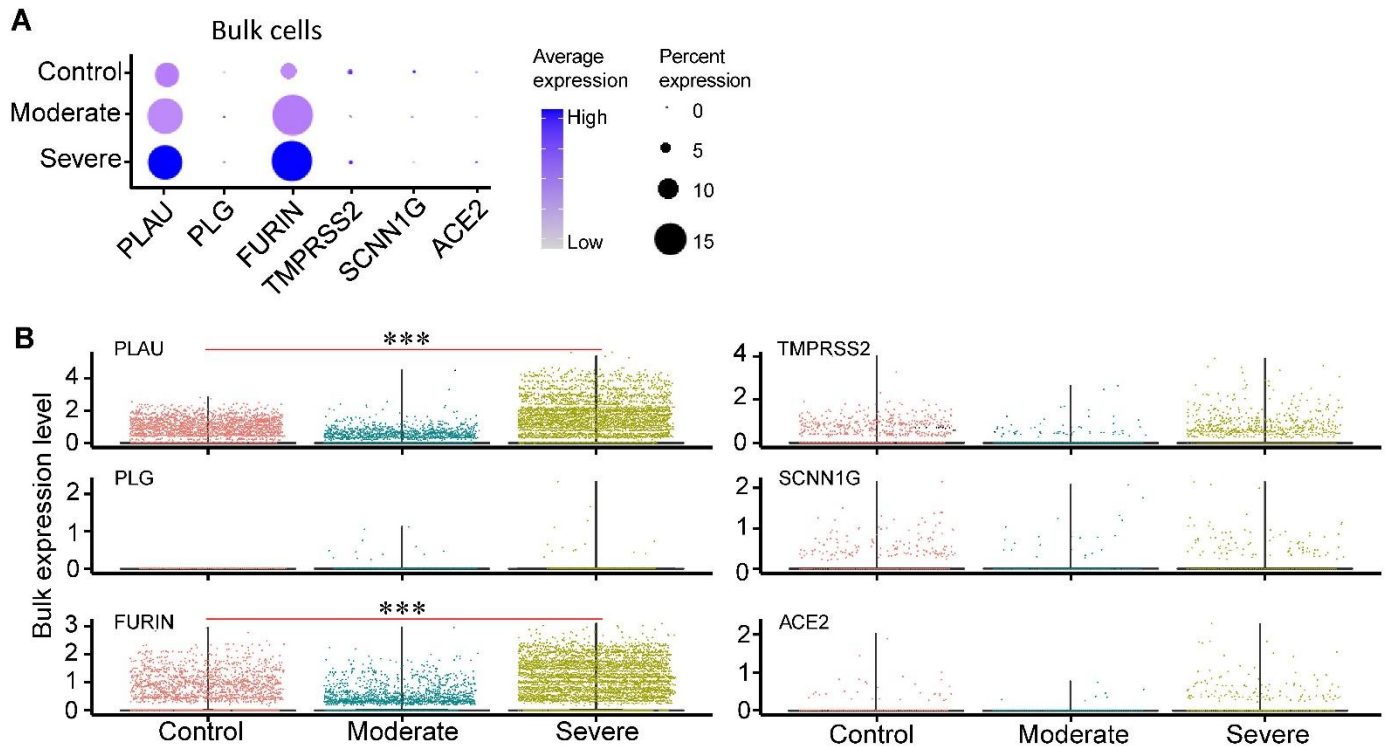 A
Bulk cells
Control
Moderate
Severe
PLAU
PLG
FURIN
TMPRSS2
SCNN1G
ACE2
Average
expression
High
Low
Percent
expression
0
5
10
15
B
Bulk expression level
PLAU
***
4
2
0
PLG
2
1
0
FURIN
***
3
2
1
0
Control Moderate Severe
TMPRSS2
4
2
0
SCNN1G
2
1
0
ACE2
2
1
0
Control Moderate Severe